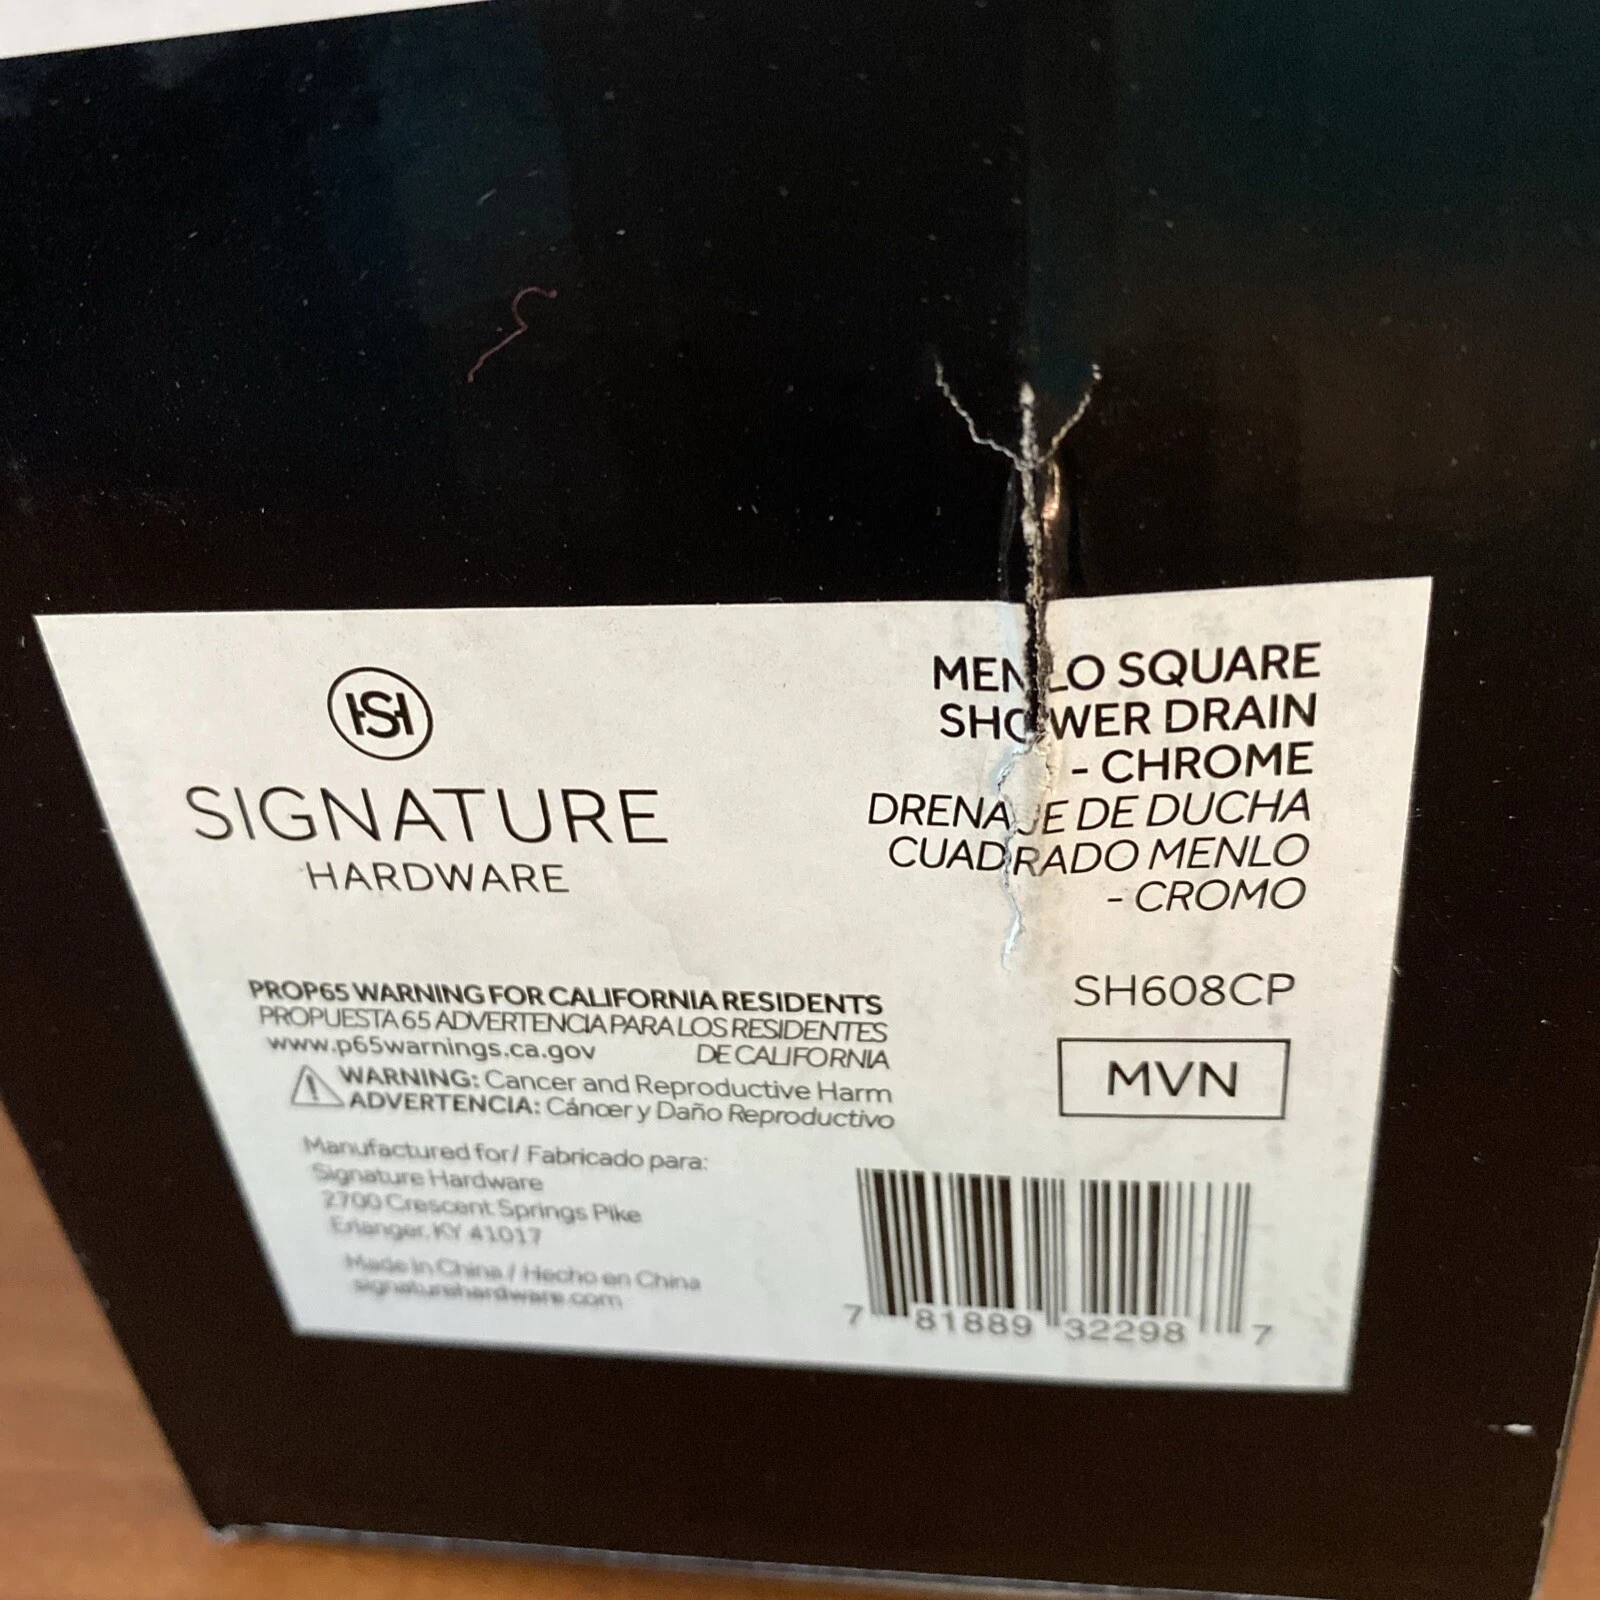 SH
SIGNATURE
HARDWARE
MENLO SQUARE
SHOWER DRAIN
- CHROME
DRENAJE DE DUCHA
CUADRADO MENLO
- CROMO
SH608CP
MVN
PROP65 WARNING FOR CALIFORNIA RESIDENTS
PROPUESTA 65 ADVERTENCIA PARA LOS RESIDENTES
www.p65warnings.ca.gov DE CALIFORNIA
WARNING: Cancer and Reproductive Harm
ADVERTENCIA: Cáncer y Daño Reproductivo
Manufactured for/ Fabricado para:
Signature Hardware
2700 Crescent Springs Pike
Erlanger, KY 41017
Made in China / Hecho en China
signaturehardware.com
7 81889 32298 7